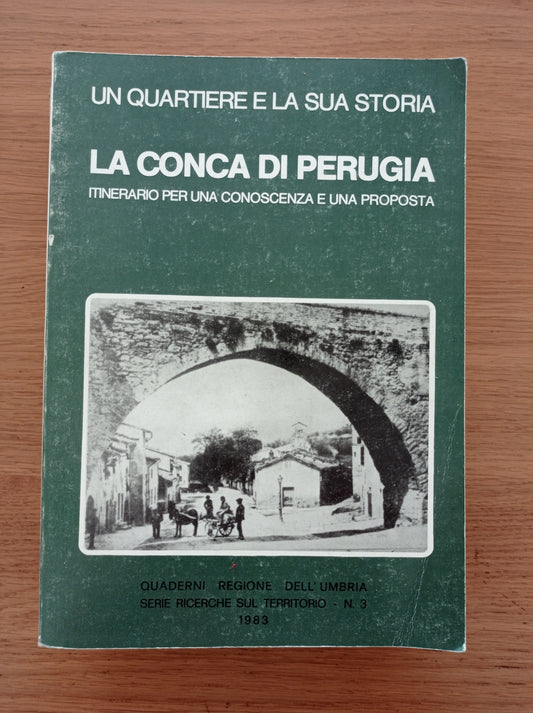 UN QUARTIERE E LA SUA STORIA
LA CONCA DI PERUGIA
ITINERARIO PER UNA CONOSCENZA E UNA PROPOSTA
QUADERNI REGIONE DELL'UMBRIA
SERIE RICERCHE SUL TERRITORIO - N. 3
1983